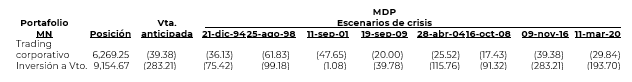 MDP
Portafolio Vta. Escenarios de crisis
MN Posición anticipada 21-dic-94 25-ago-98 11-sep-01 19-sep-09 28-abr-04 16-oct-08 09-nov-16 11-mar-20
Trading
corporativo 6,269.25 (39.38) (36.13) (61.83) (47.65) (20.00) (25.52) (17.43) (39.38) (29.84)
Inversión a Vto. 9,154.67 (283.21) (75.42) (99.18) (1.08) (39.78) (115.76) (91.32) (283.21) (193.70)